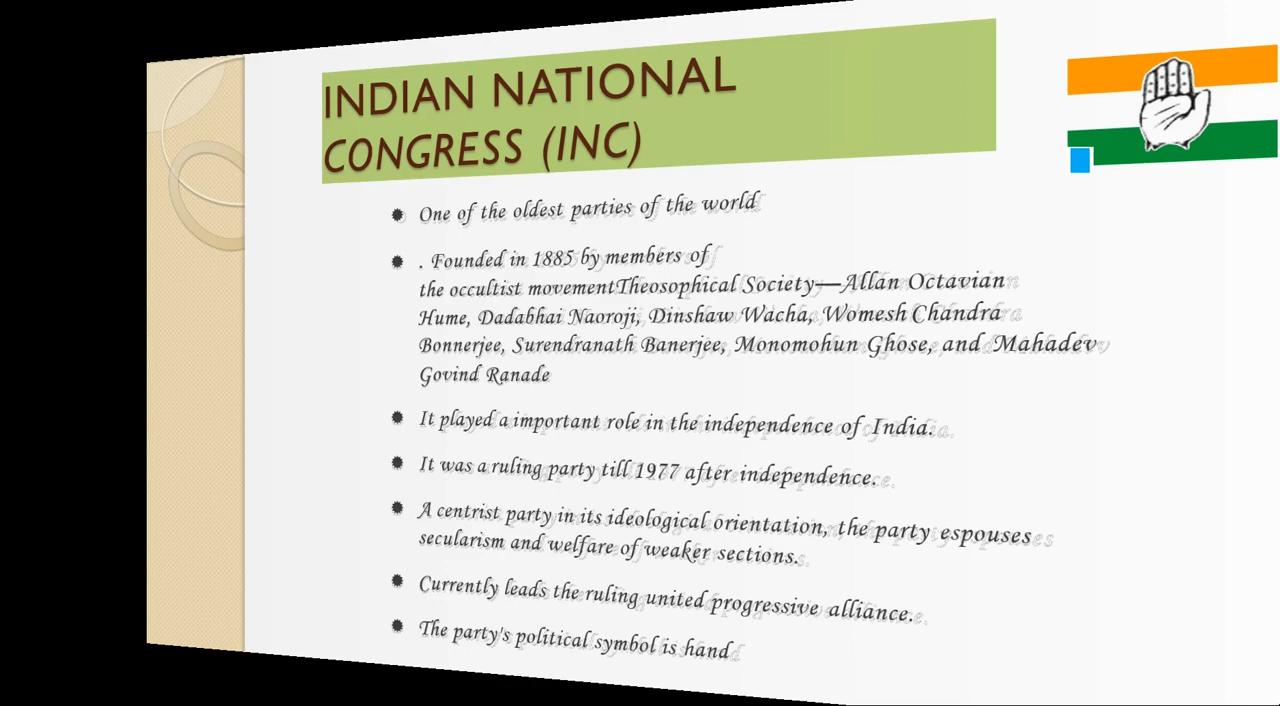 INDIAN NATIONAL
CONGRESS (INC)
One of the oldest parties of the world
. Founded in 1885 by members of
the occultist movementTheosophical Society—Allan Octavian
Hume, Dadabhai Naoroji, Dinshaw Wacha, Womesh Chandra
Bonnerjee, Surendranath Banerjee, Monomohun Ghose, and Mahadev
Govind Ranade
It played a important role in the independence of India.
It was a ruling party till 1977 after independence.
A centrist party in its ideological orientation, the party espouses
secularism and welfare of weaker sections.
Currently leads the ruling united progressive alliance.
The party's political symbol is hand